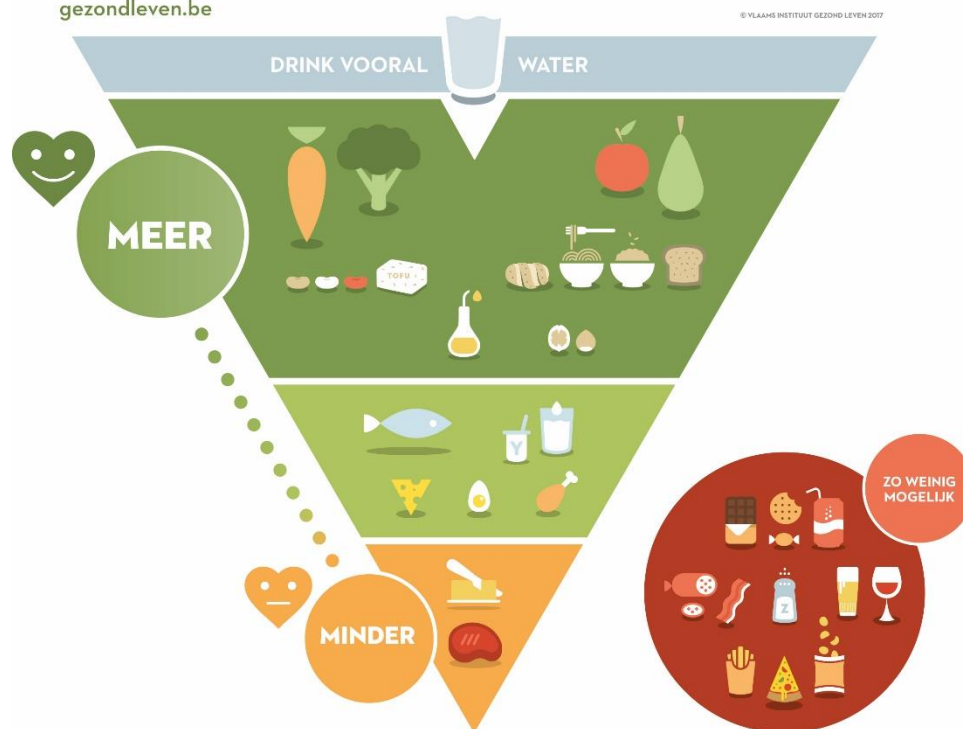 gezondleven.be
© VLAAMS INSTITUUT GEZOND LEVEN 2017
DRINK VOORAL WATER
MEER
TOFU
Y
ZO WEINIG
MOGELIJK
Z
MINDER